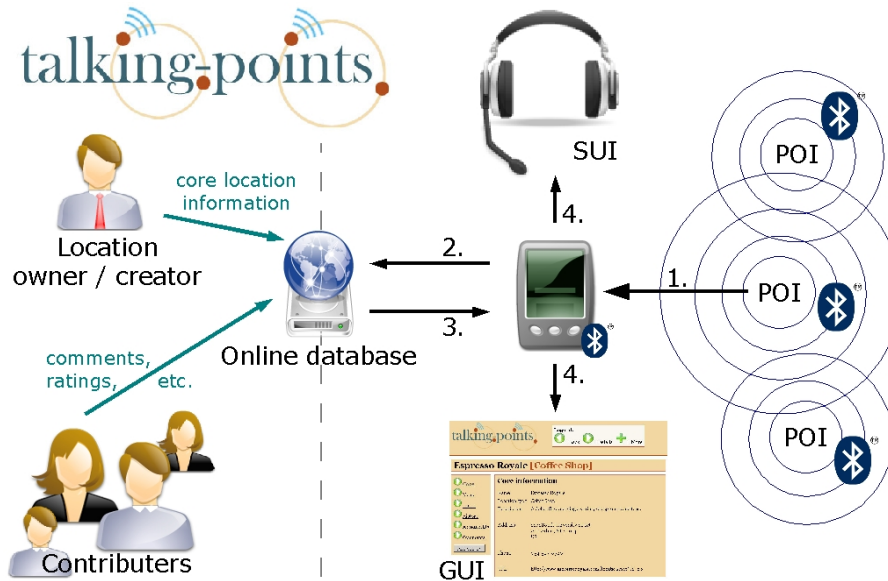 talking-points.
SUI
POI
core location
information
Location
owner / creator
4.
2.
1.
POI
3.
Online database
comments,
ratings, etc.
4.
POI
talking-points.
Espresso Royale [Coffee Shop]
Core information
Contributers
GUI